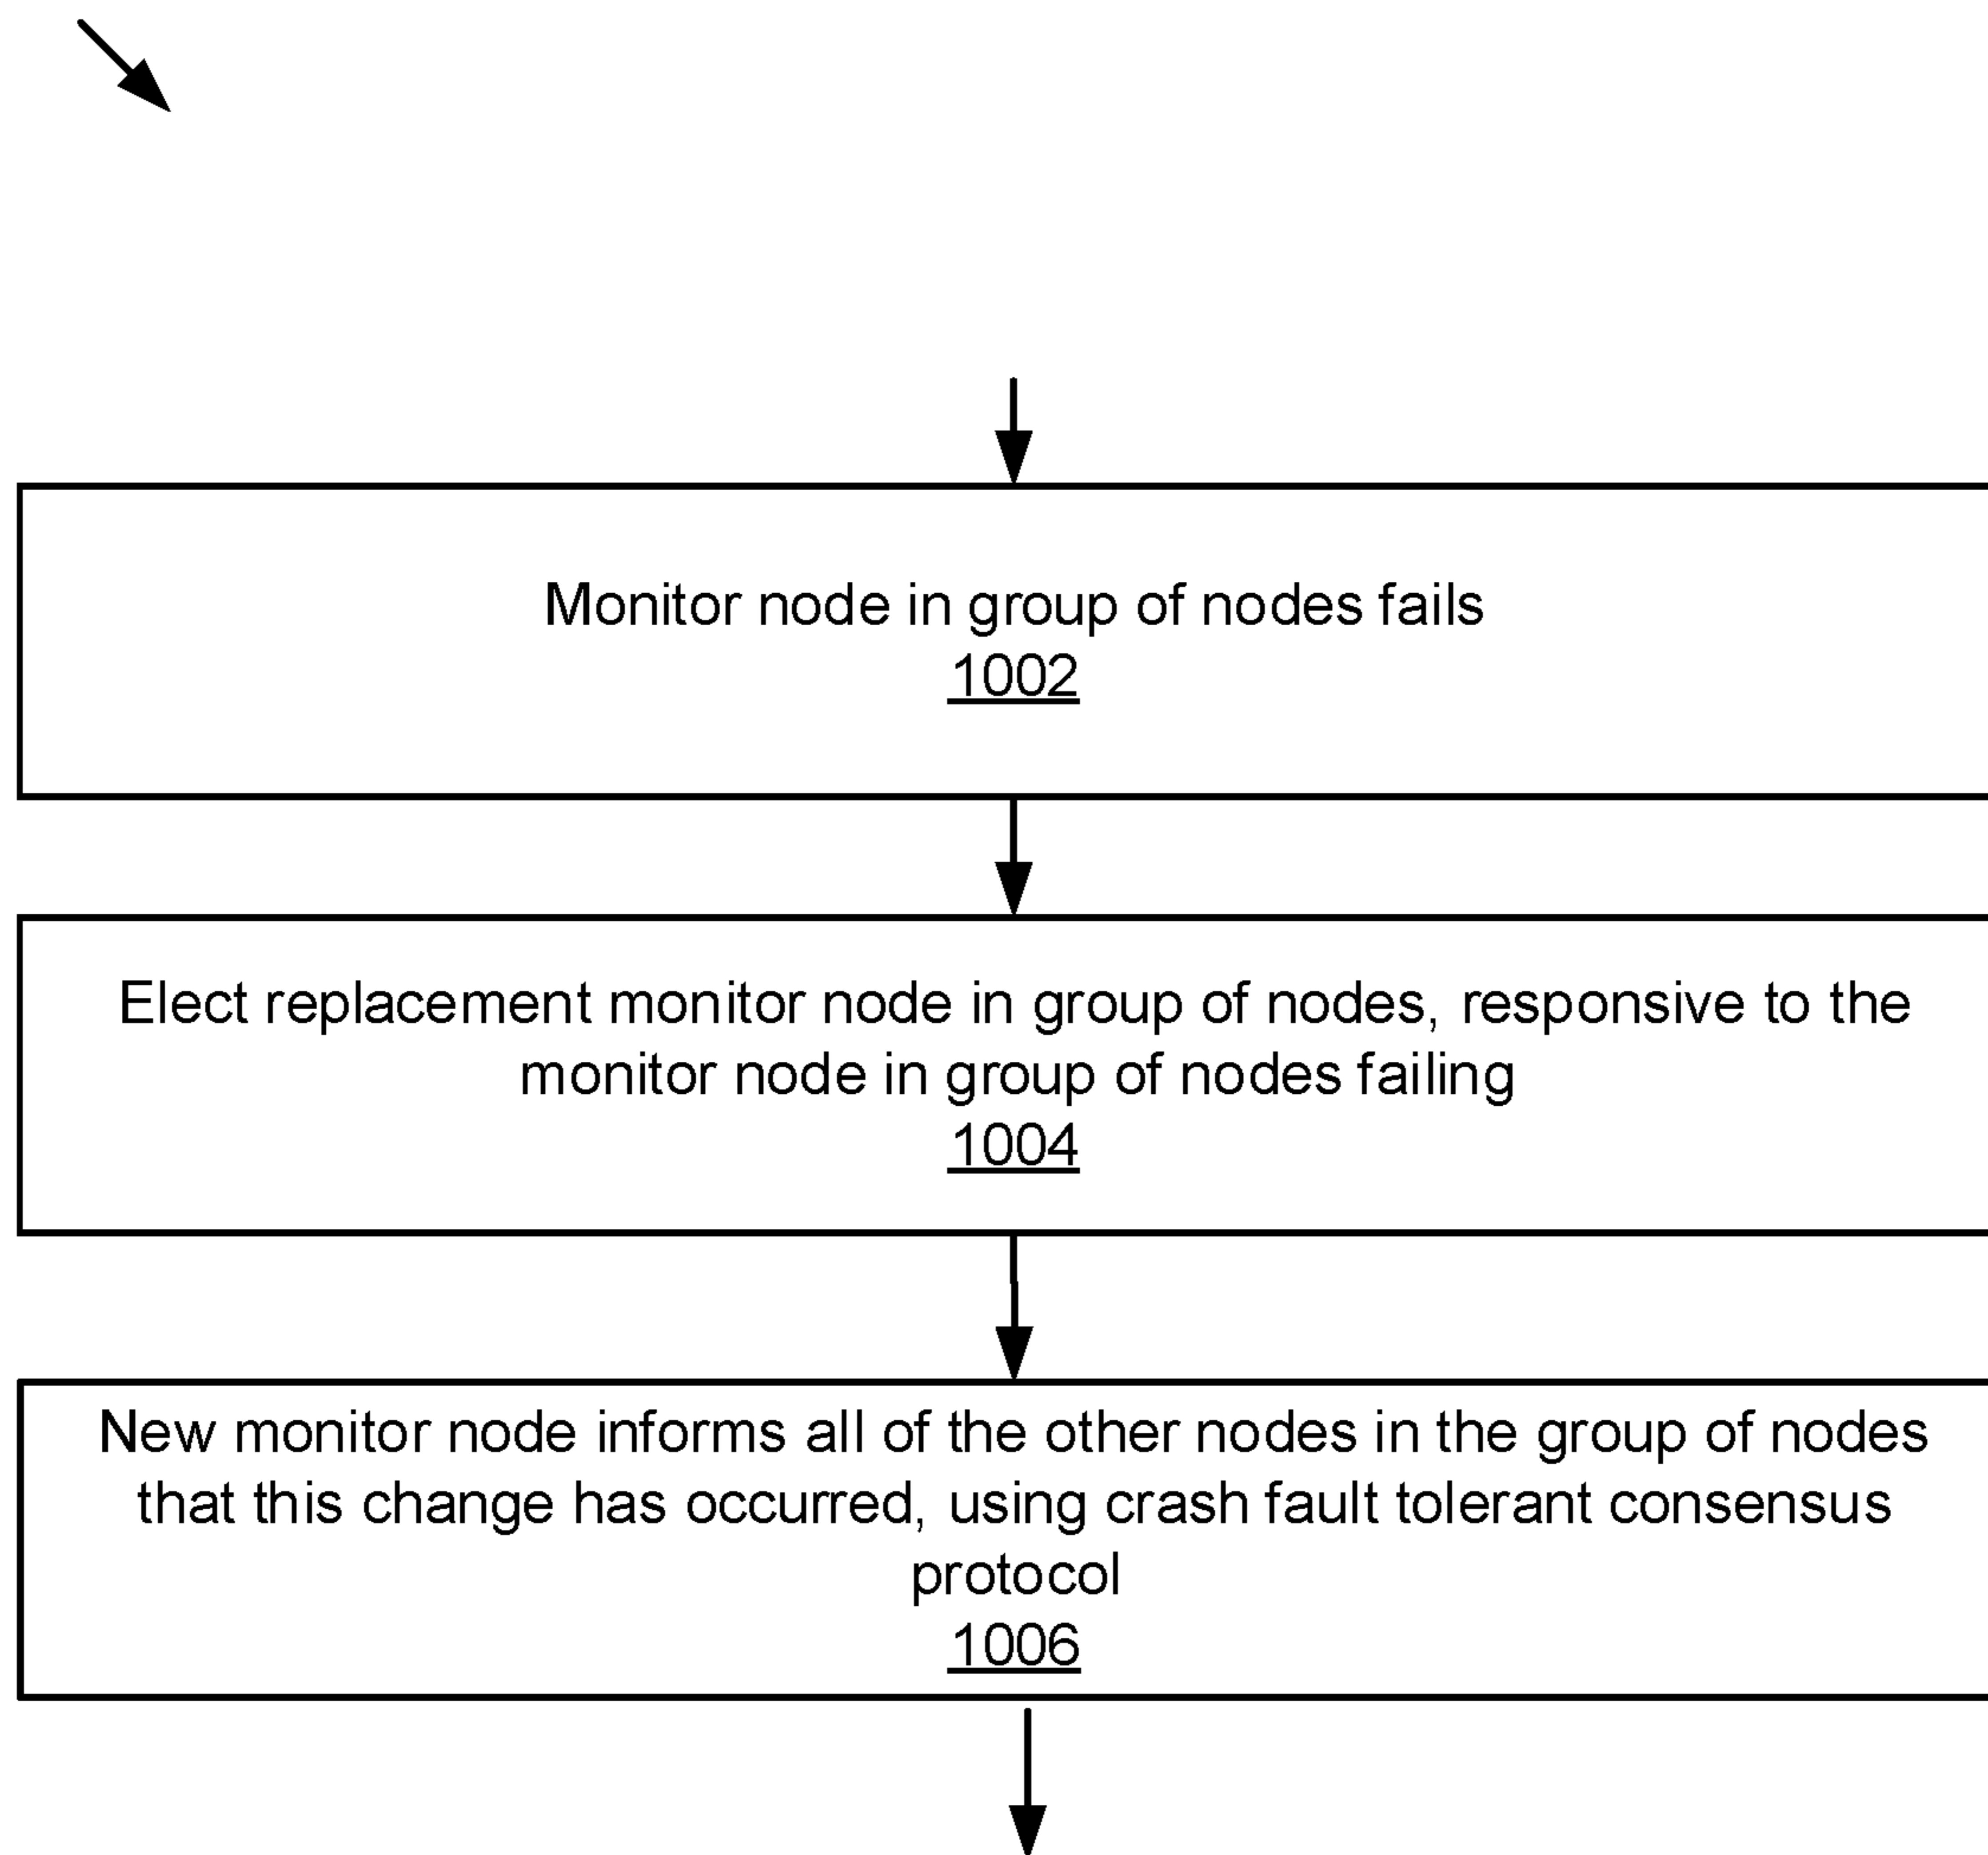 Monitor node in group of nodes fails
1002
Elect replacement monitor node in group of nodes, responsive to the
monitor node in group of nodes failing
1004
New monitor node informs all of the other nodes in the group of nodes
that this change has occurred, using crash fault tolerant consensus
protocol
1006